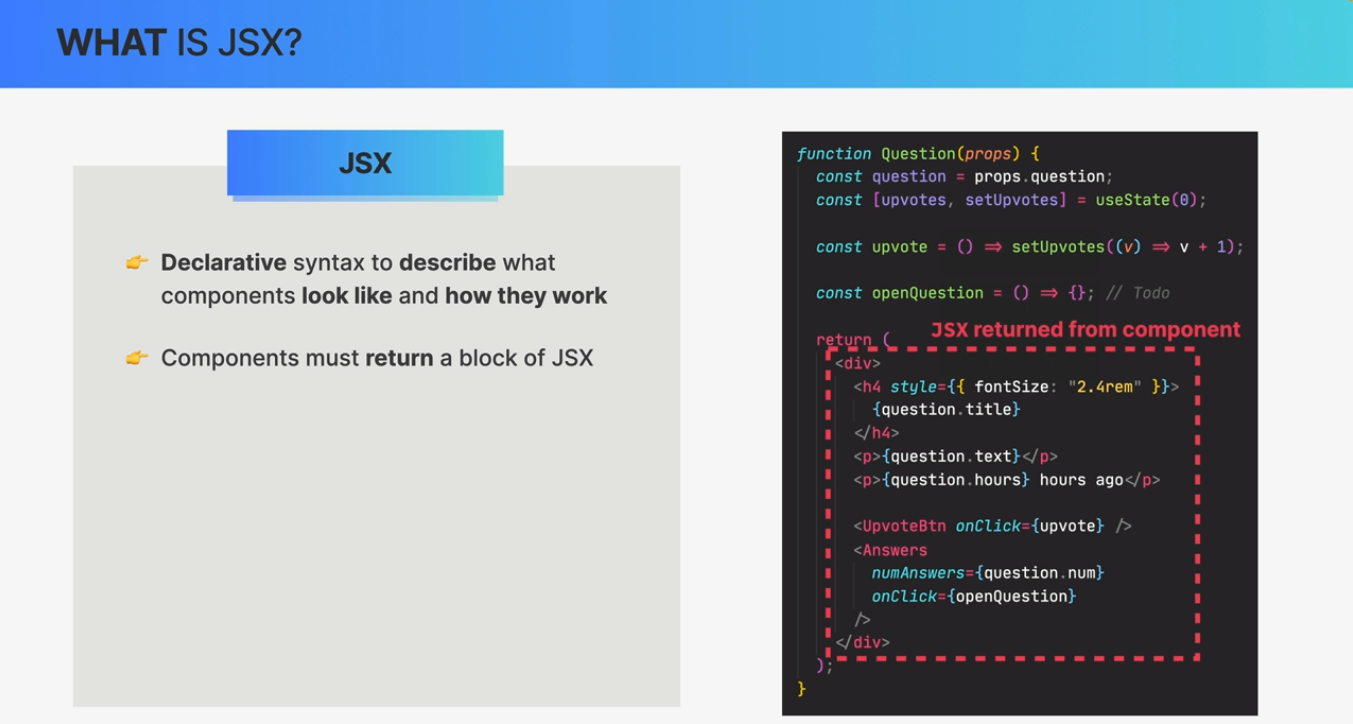 WHAT IS JSX?
JSX
👉 Declarative syntax to describe what
components look like and how they work
👉 Components must return a block of JSX
function Question(props) {
  const question = props.question;
  const [upvotes, setUpvotes] = useState(0);

  const upvote = () => setUpvotes((v) => v + 1);

  const openQuestion = () => {}; // Todo

JSX returned from component
  return (
    <div>
      <h4 style={{ fontSize: "2.4rem" }}>
        {question.title}
      </h4>
      <p>{question.text}</p>
      <p>{question.hours} hours ago</p>

      <UpvoteBtn onClick={upvote} />
      <Answers
        numAnswers={question.num}
        onClick={openQuestion}
      />
    </div>
  );
}